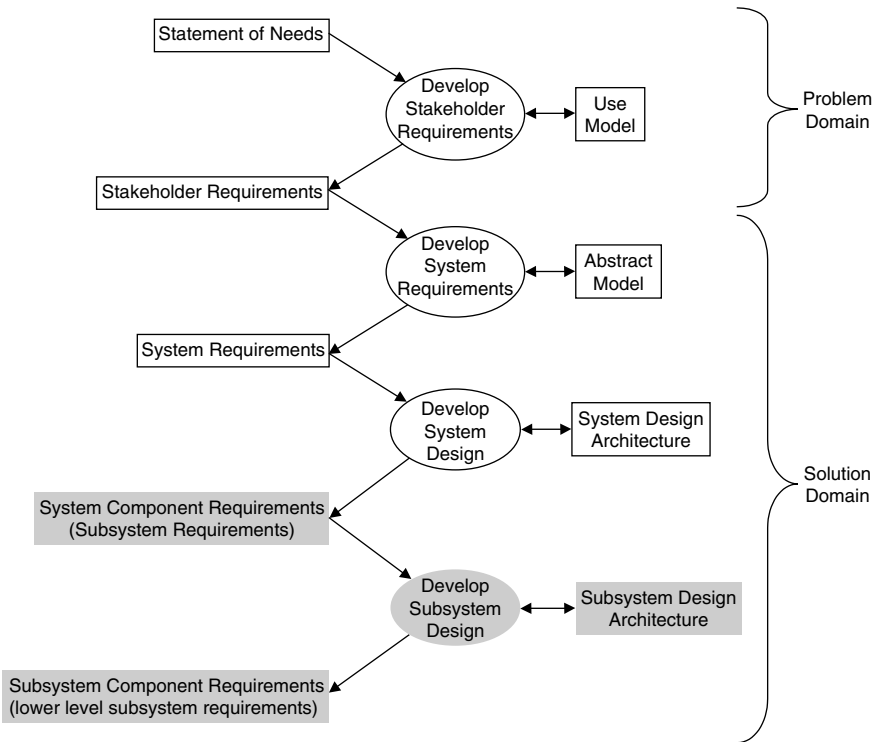 Statement of Needs
Develop
Stakeholder
Requirements
Use
Model
Problem
Domain
Stakeholder Requirements
Develop
System
Requirements
Abstract
Model
System Requirements
Develop
System
Design
System Design
Architecture
Solution
Domain
System Component Requirements
(Subsystem Requirements)
Develop
Subsystem
Design
Subsystem Design
Architecture
Subsystem Component Requirements
(lower level subsystem requirements)